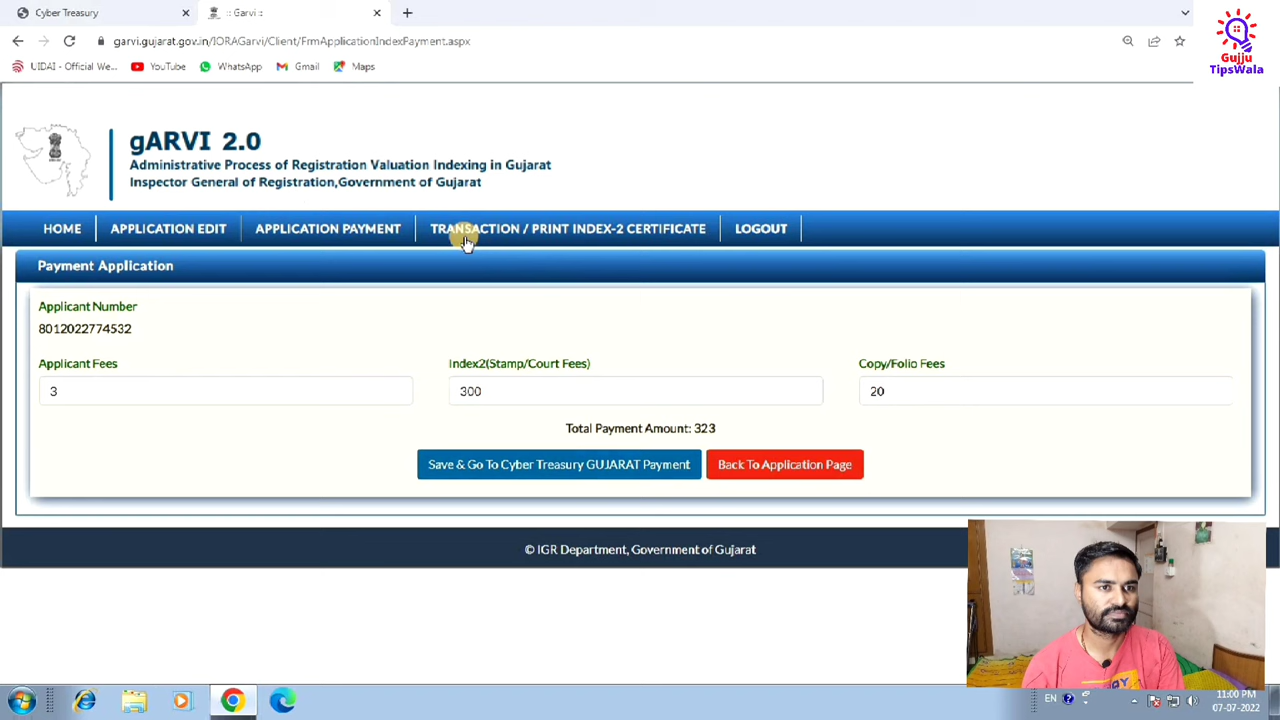 Cyber Treasury
:: Garvi ::
garvi.gujarat.gov.in/IORAGarvi/Client/FrmApplicationIndexPayment.aspx
UIDAI - Official We...
YouTube
WhatsApp
Gmail
Maps
Gujju
TipsWala
gARVI 2.0
Administrative Process of Registration Valuation Indexing in Gujarat
Inspector General of Registration,Government of Gujarat
HOME
APPLICATION EDIT
APPLICATION PAYMENT
TRANSACTION / PRINT INDEX-2 CERTIFICATE
LOGOUT
Payment Application
Applicant Number
8012022774532
Applicant Fees
Index2(Stamp/Court Fees)
Copy/Folio Fees
3
300
20
Total Payment Amount: 323
Save & Go To Cyber Treasury GUJARAT Payment
Back To Application Page
© IGR Department, Government of Gujarat
EN
11:00 PM
07-07-2022